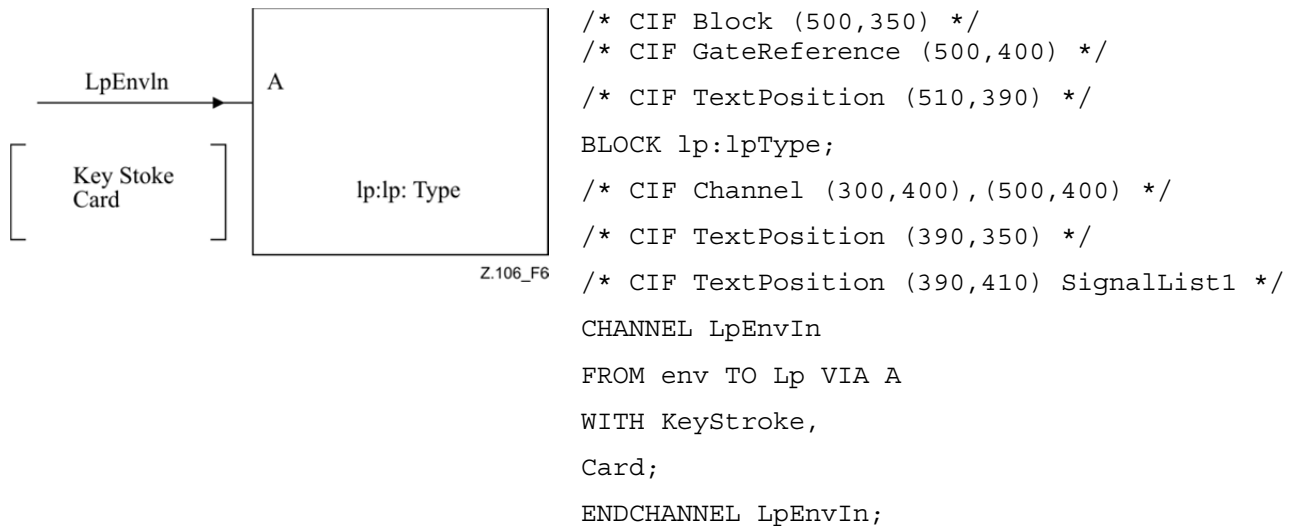 LpEnvln
A
Key Stoke
Card
lp:lp: Type
Z.106_F6
/* CIF Block (500,350) */
/* CIF GateReference (500,400) */
/* CIF TextPosition (510,390) */
BLOCK lp:lpType;
/* CIF Channel (300,400),(500,400) */
/* CIF TextPosition (390,350) */
/* CIF TextPosition (390,410) SignalList1 */
CHANNEL LpEnvIn
FROM env TO Lp VIA A
WITH KeyStroke,
Card;
ENDCHANNEL LpEnvIn;